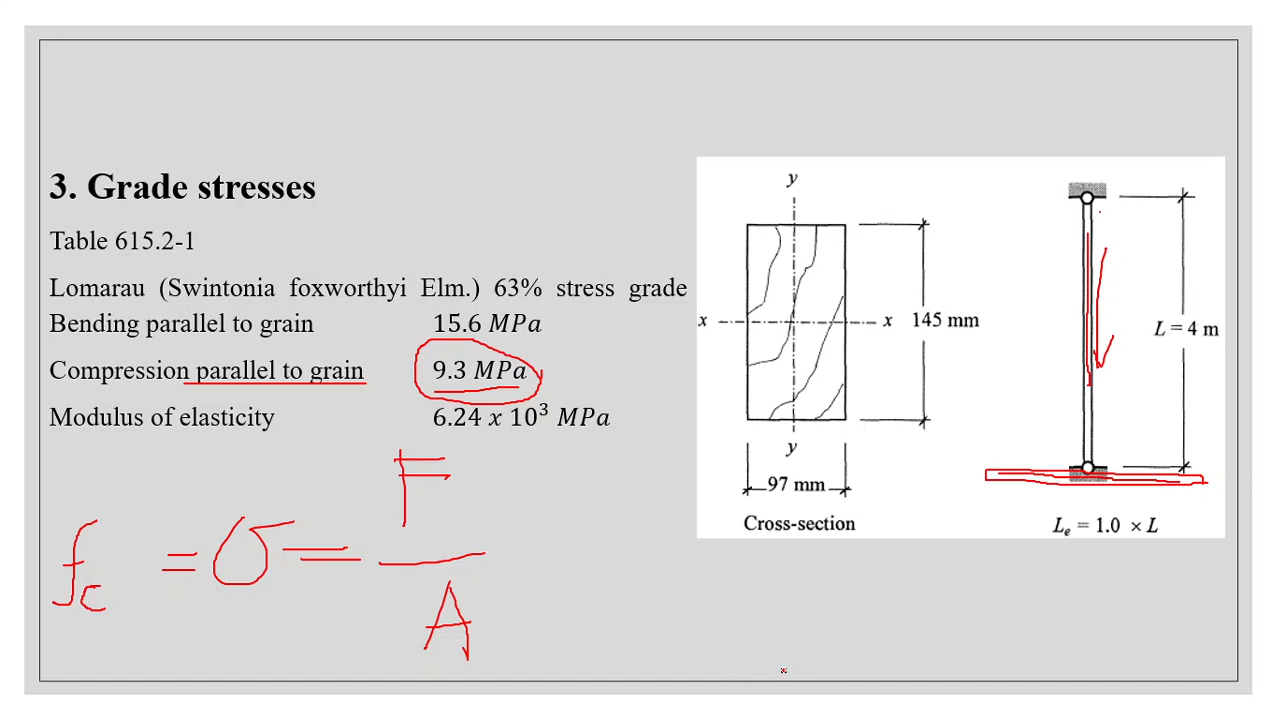 3. Grade stresses
Table 615.2-1
Lomarau (Swintonia foxworthyi Elm.) 63% stress grade
Bending parallel to grain 15.6 MPa
Compression parallel to grain 9.3 MPa
Modulus of elasticity 6.24 x 10³ MPa
f_c = σ = F / A
y
x x 145 mm
y
97 mm
Cross-section
L = 4 m
Lₑ = 1.0 × L